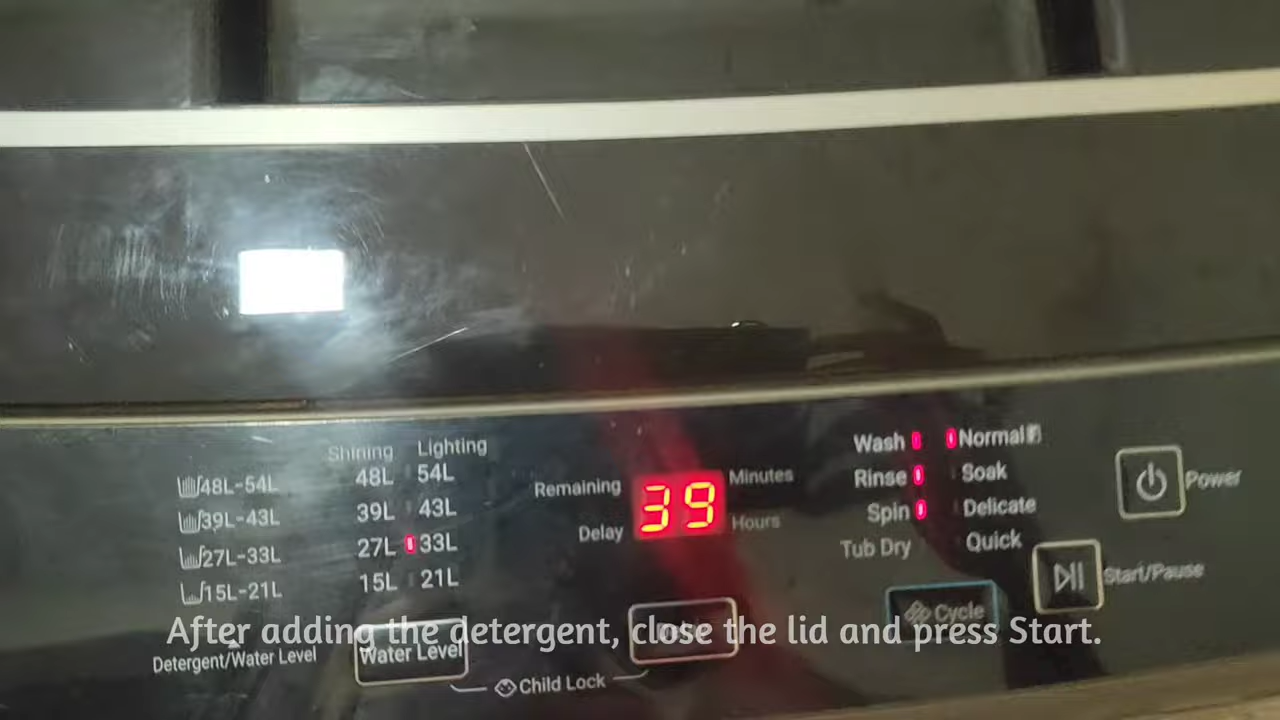 Shining Lighting
48L-54L 48L 54L
39L-43L 39L 43L
27L-33L 27L 33L
15L-21L 15L 21L
Detergent/Water Level
Water Level
Child Lock
Remaining
Delay
39
Minutes
Hours
Wash
Rinse
Spin
Tub Dry
Normal
Soak
Delicate
Quick
Cycle
Power
Start/Pause
After adding the detergent, close the lid and press Start.